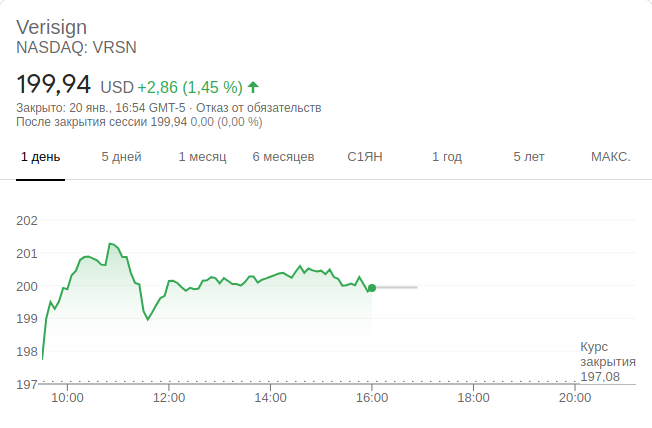 Verisign
NASDAQ: VRSN
199,94 USD +2,86 (1,45 %)
Закрыто: 20 янв., 16:54 GMT-5 · Отказ от обязательств
После закрытия сессии 199,94 0,00 (0,00 %)
1 день 5 дней 1 месяц 6 месяцев С1ЯН 1 год 5 лет МАКС.
202
201
200
199
198
Курс
закрытия
197,08
197
10:00 12:00 14:00 16:00 18:00 20:00